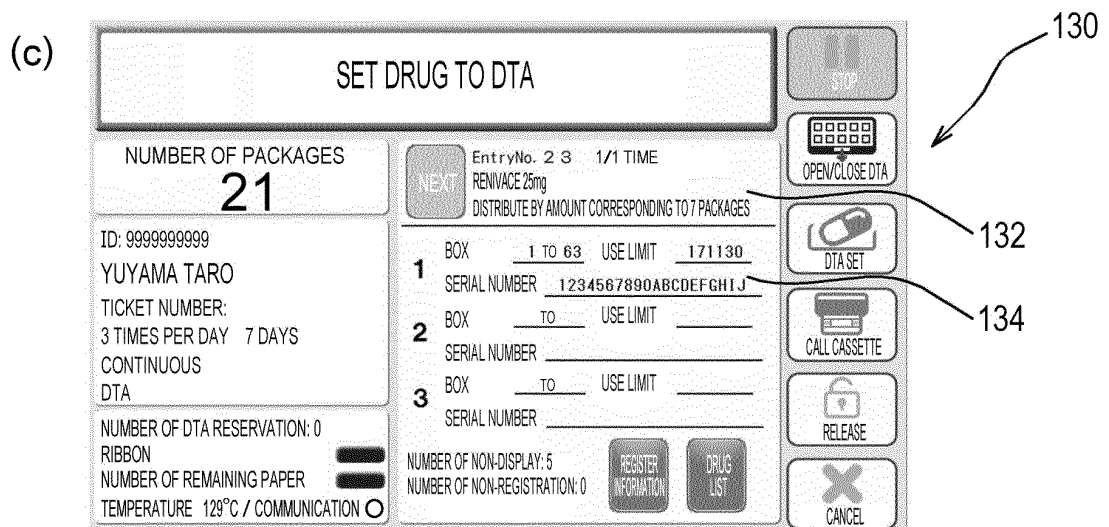 (c)
130
SET DRUG TO DTA
STOP
NUMBER OF PACKAGES
21
NEXT
EntryNo. 2 3 1/1 TIME
RENIVACE 25mg
DISTRIBUTE BY AMOUNT CORRESPONDING TO 7 PACKAGES
OPEN/CLOSE DTA
132
ID: 9999999999
YUYAMA TARO
TICKET NUMBER:
3 TIMES PER DAY 7 DAYS
CONTINUOUS
DTA
1 BOX 1 TO 63 USE LIMIT 171130
SERIAL NUMBER 1234567890ABCDEFGHIJ
2 BOX TO USE LIMIT
SERIAL NUMBER
3 BOX TO USE LIMIT
SERIAL NUMBER
DTA SET
134
CALL CASSETTE
RELEASE
NUMBER OF DTA RESERVATION: 0
RIBBON
NUMBER OF REMAINING PAPER
TEMPERATURE 129°C / COMMUNICATION
NUMBER OF NON-DISPLAY: 5
NUMBER OF NON-REGISTRATION: 0
REGISTER
INFORMATION
DRUG
LIST
CANCEL